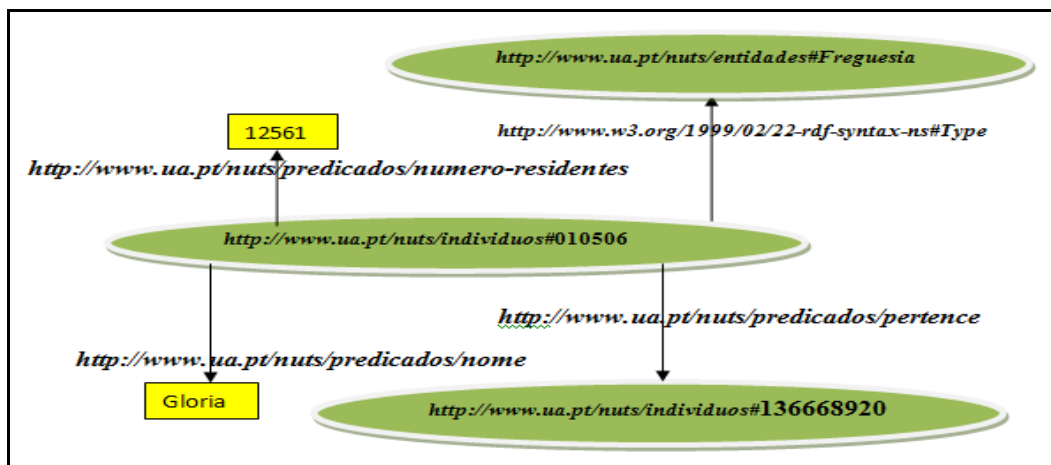 http://www.ua.pt/nuts/entidades#Freguesia
12561
http://www.w3.org/1999/02/22-rdf-syntax-ns#Type
http://www.ua.pt/nuts/predicados/numero-residentes
http://www.ua.pt/nuts/individuos#010506
http://www.ua.pt/nuts/predicados/pertence
http://www.ua.pt/nuts/predicados/nome
Gloria
http://www.ua.pt/nuts/individuos#136668920